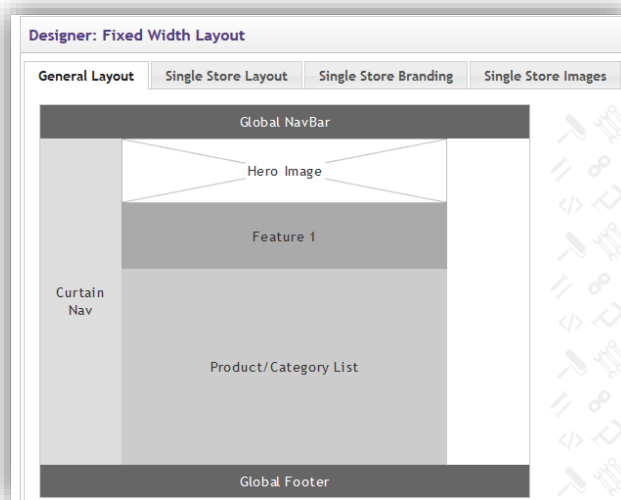 Designer: Fixed Width Layout
General Layout
Single Store Layout
Single Store Branding
Single Store Images
Global NavBar
Hero Image
Feature 1
Curtain
Nav
Product/Category List
Global Footer